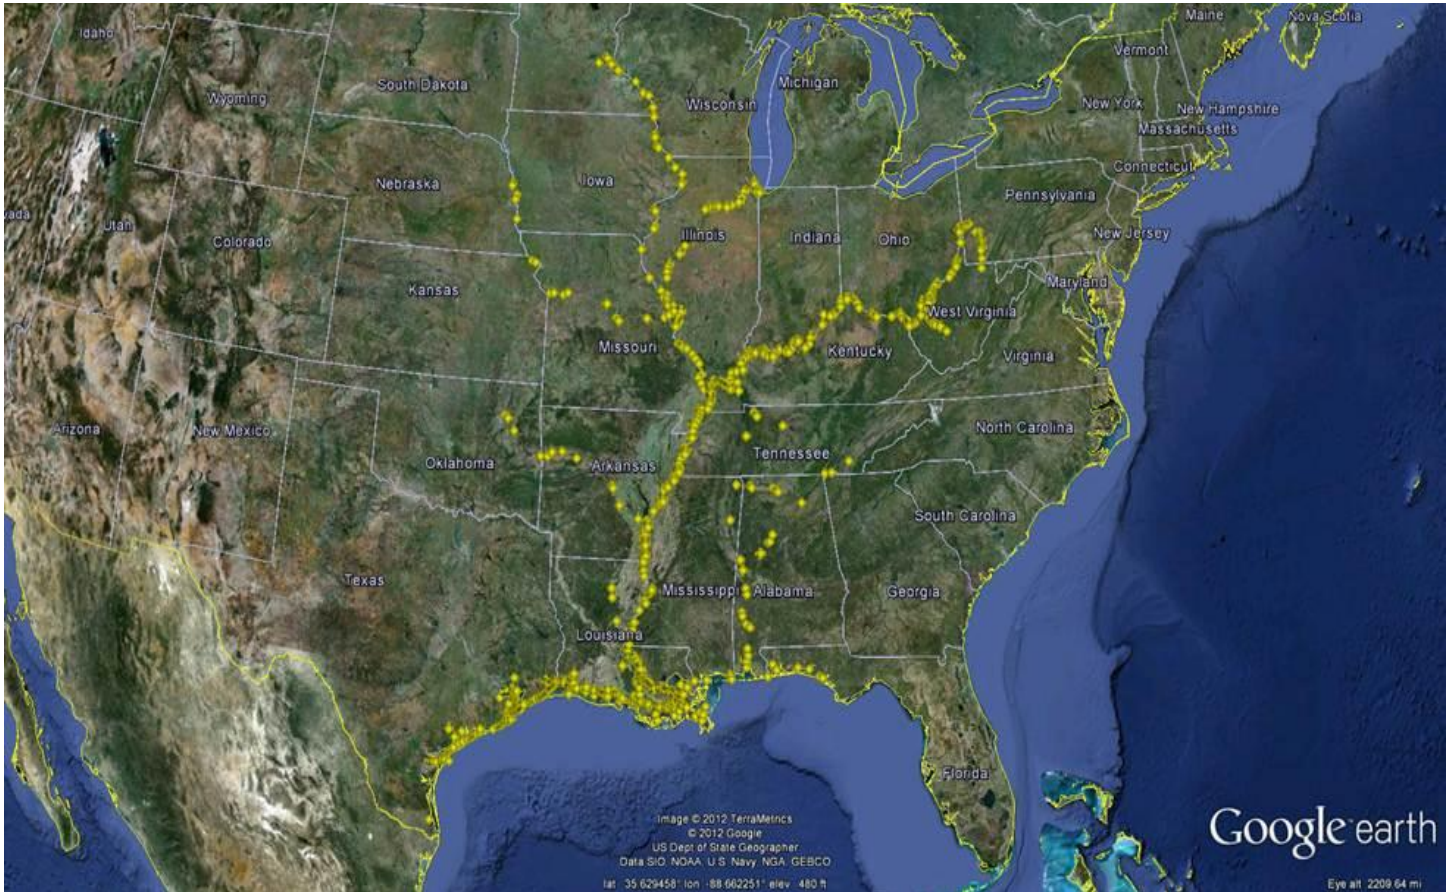 Maine
Nova Scotia
Idaho
Vermont
South Dakota
Michigan
Wyoming
Wisconsin
New York
New Hampshire
Massachusetts
Connecticut
Nebraska
Iowa
Pennsylvania
vada
Utah
Colorado
Illinois
Indiana
Ohio
New Jersey
Kansas
Maryland
West Virginia
Missouri
Kentucky
Virginia
Arizona
New Mexico
North Carolina
Oklahoma
Arkansas
Tennessee
South Carolina
Texas
Mississippi
Alabama
Georgia
Louisiana
Florida
Image © 2012 TerraMetrics
© 2012 Google
US Dept of State Geographer
Data SIO, NOAA, U.S. Navy, NGA, GEBCO
Google earth
lat 35.629458° lon -88.662251° elev 480 ft
Eye alt 2209.64 mi